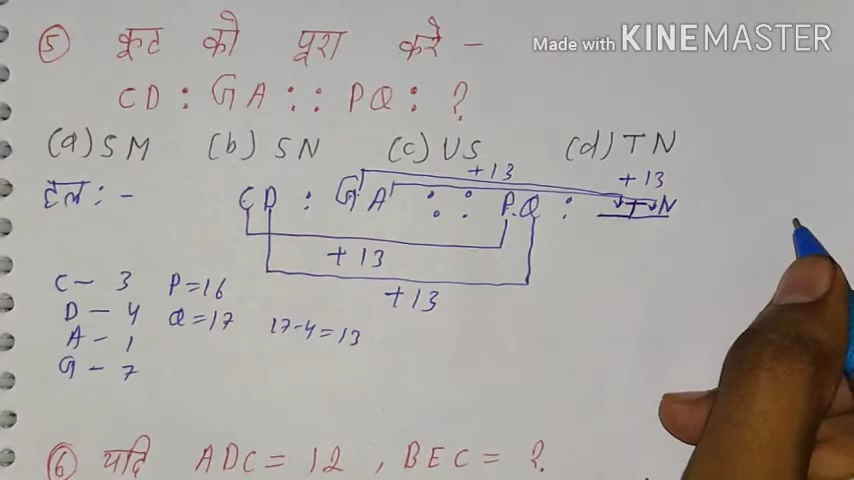 ⑤ कूट को पूरा करे -
Made with KINEMASTER
CD : GA :: PQ : ?
(a) SM (b) SN (c) US (d) TN
हल :- CD : GA :: P.Q : TN
+13 +13
+13
+13
C - 3 P = 16
D - 4 Q = 17 17-4 = 13
A - 1
G - 7
⑥ यदि ADC = 12 , BEC = ?